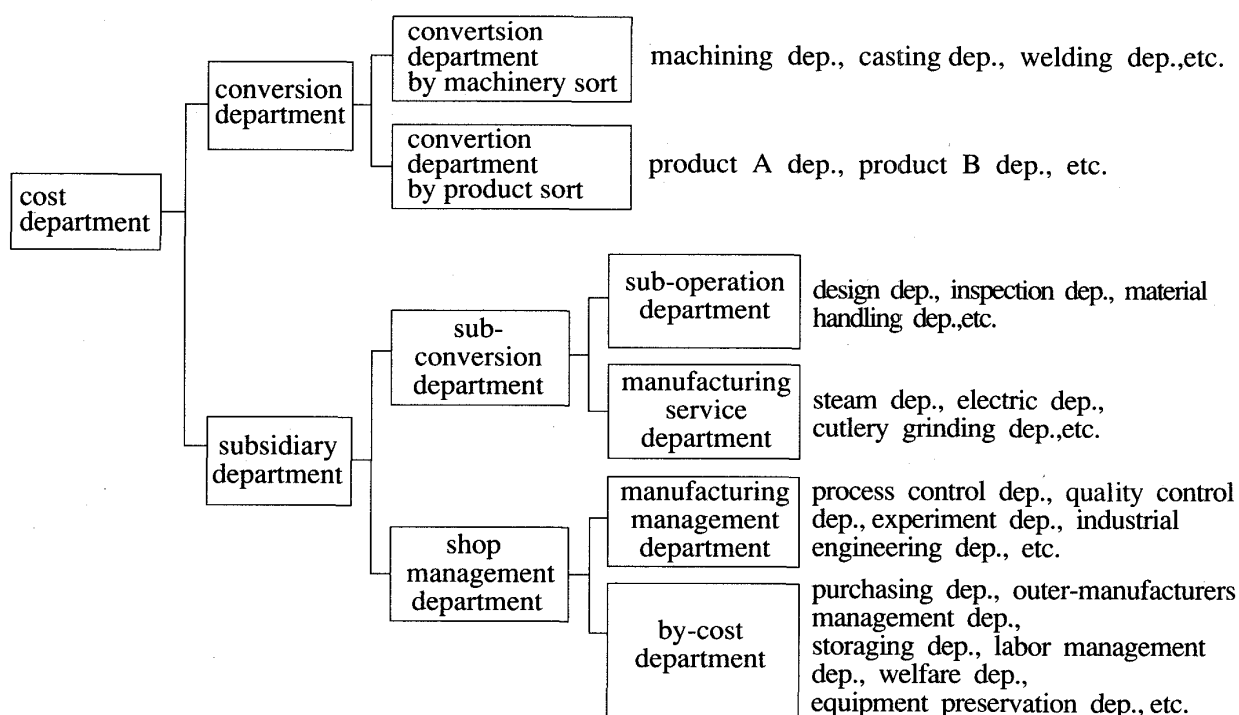 cost
department
conversion
department
convertsion
department
by machinery sort
machining dep., casting dep., welding dep.,etc.
convertion
department
by product sort
product A dep., product B dep., etc.
subsidiary
department
sub-
conversion
department
sub-operation
department
design dep., inspection dep., material
handling dep.,etc.
manufacturing
service
department
steam dep., electric dep.,
cutlery grinding dep.,etc.
shop
management
department
manufacturing
management
department
process control dep., quality control
dep., experiment dep., industrial
engineering dep., etc.
by-cost
department
purchasing dep., outer-manufacturers
management dep.,
storaging dep., labor management
dep., welfare dep.,
equipment preservation dep., etc.